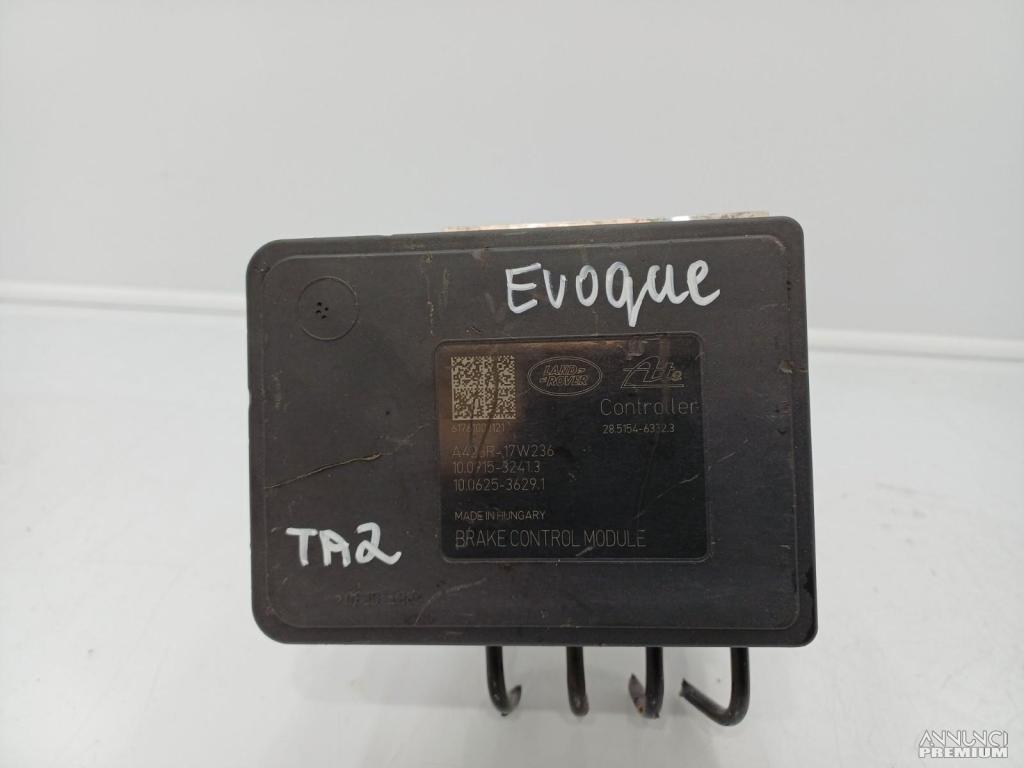 EVOQUE
LAND ROVER
Ate
Controller
28.5154-6332.3
10.0715-3241.3
10.0625-3629.1
MADE IN HUNGARY
BRAKE CONTROL MODULE
TA2
ANNUNCI
PREMIUM